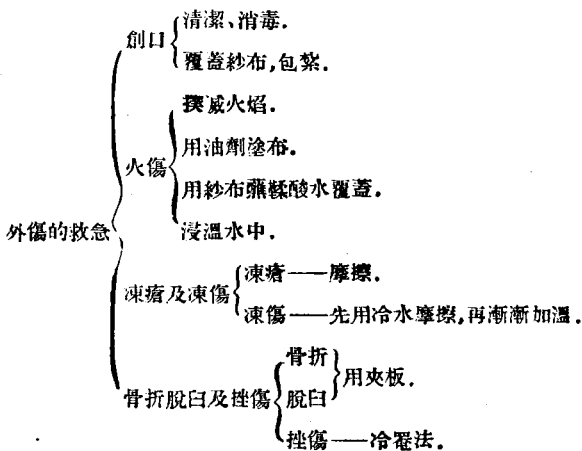 清潔、消毒.
創口
覆蓋紗布,包紮.
撲滅火焰.
用油劑塗布.
火傷
用紗布蘸鞣酸水覆蓋.
浸溫水中.
外傷的救急
凍瘡——摩擦.
凍瘡及凍傷
凍傷——先用冷水摩擦,再漸漸加溫.
骨折
用夾板.
骨折脫臼及挫傷
脫臼
挫傷——冷罨法.